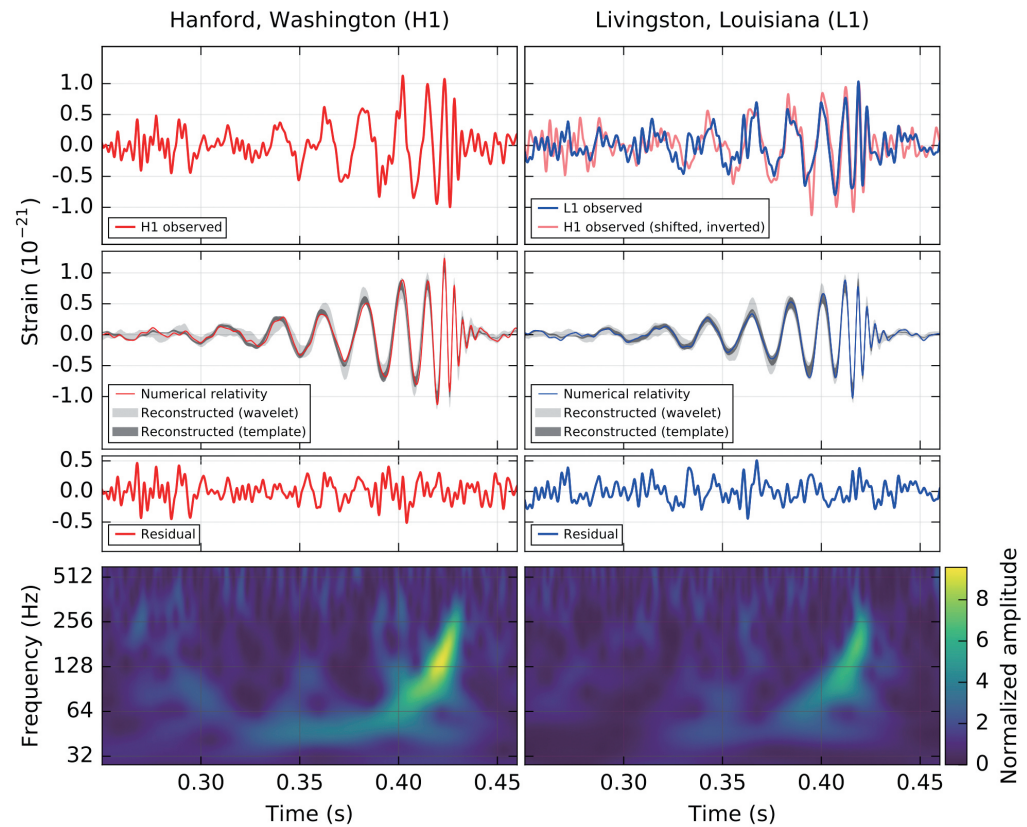 Hanford, Washington (H1)
Livingston, Louisiana (L1)
Strain (10⁻²¹)
1.0
0.5
0.0
-0.5
-1.0
H1 observed
L1 observed
H1 observed (shifted, inverted)
1.0
0.5
0.0
-0.5
-1.0
Numerical relativity
Reconstructed (wavelet)
Reconstructed (template)
Numerical relativity
Reconstructed (wavelet)
Reconstructed (template)
0.5
0.0
-0.5
Residual
Residual
Frequency (Hz)
512
256
128
64
32
0.30
0.35
0.40
0.45
Time (s)
0.30
0.35
0.40
0.45
Time (s)
Normalized amplitude
8
6
4
2
0